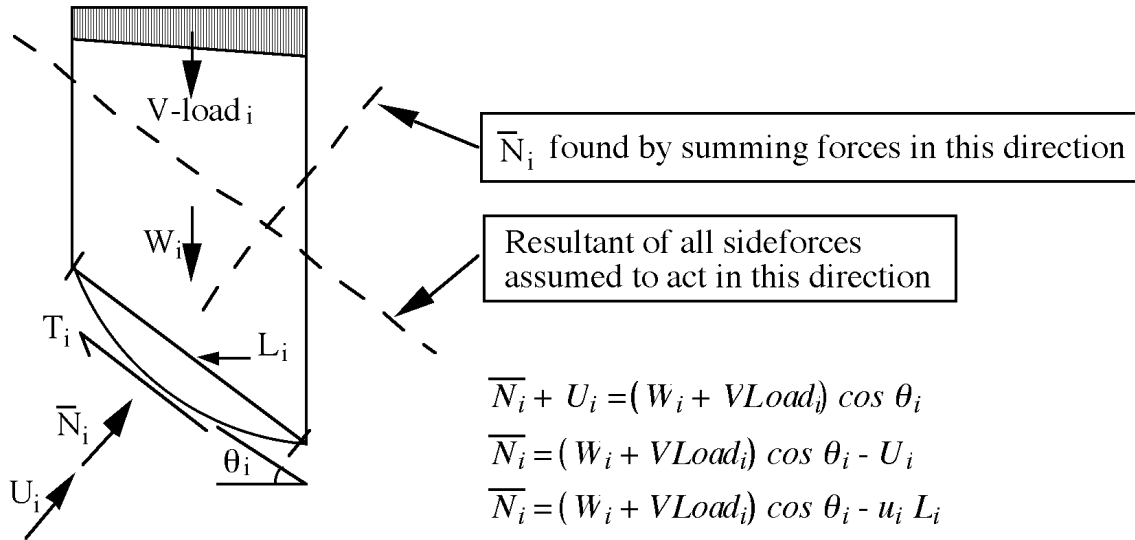 V-load i
N̅i found by summing forces in this direction
Wi
Resultant of all sideforces
assumed to act in this direction
Ti
Li
N̅i
θi
Ui
N̅i + Ui = (Wi + VLoadi) cos θi
N̅i = (Wi + VLoadi) cos θi - Ui
N̅i = (Wi + VLoadi) cos θi - ui Li